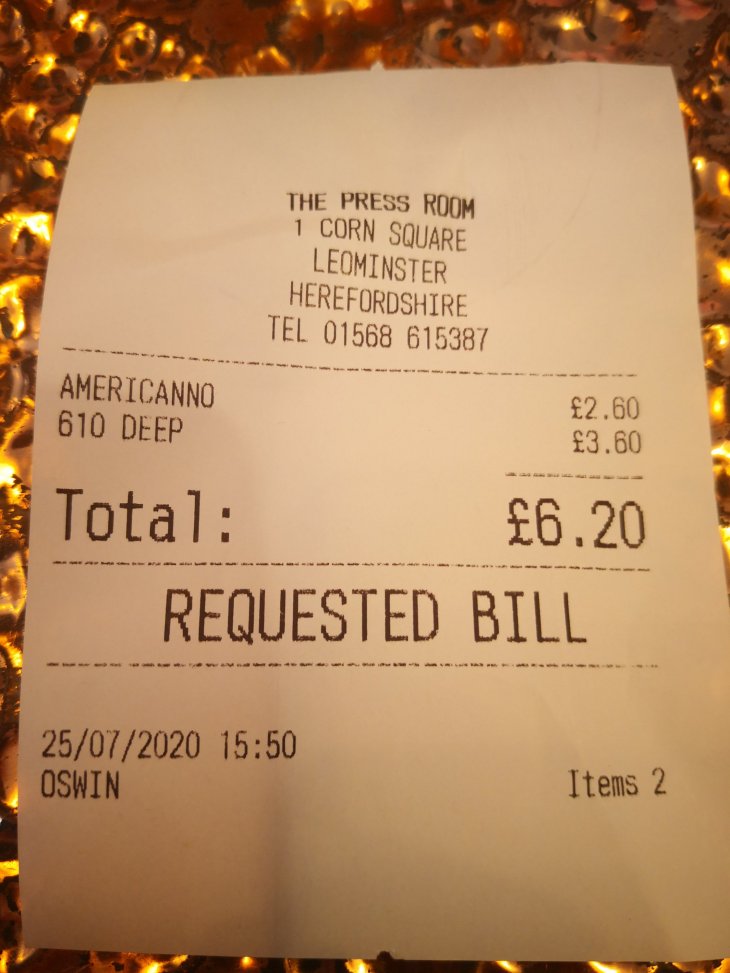 THE PRESS ROOM
1 CORN SQUARE
LEOMINSTER
HEREFORDSHIRE
TEL 01568 615387
AMERICANNO £2.60
610 DEEP £3.60
Total: £6.20
REQUESTED BILL
25/07/2020 15:50
OSWIN Items 2